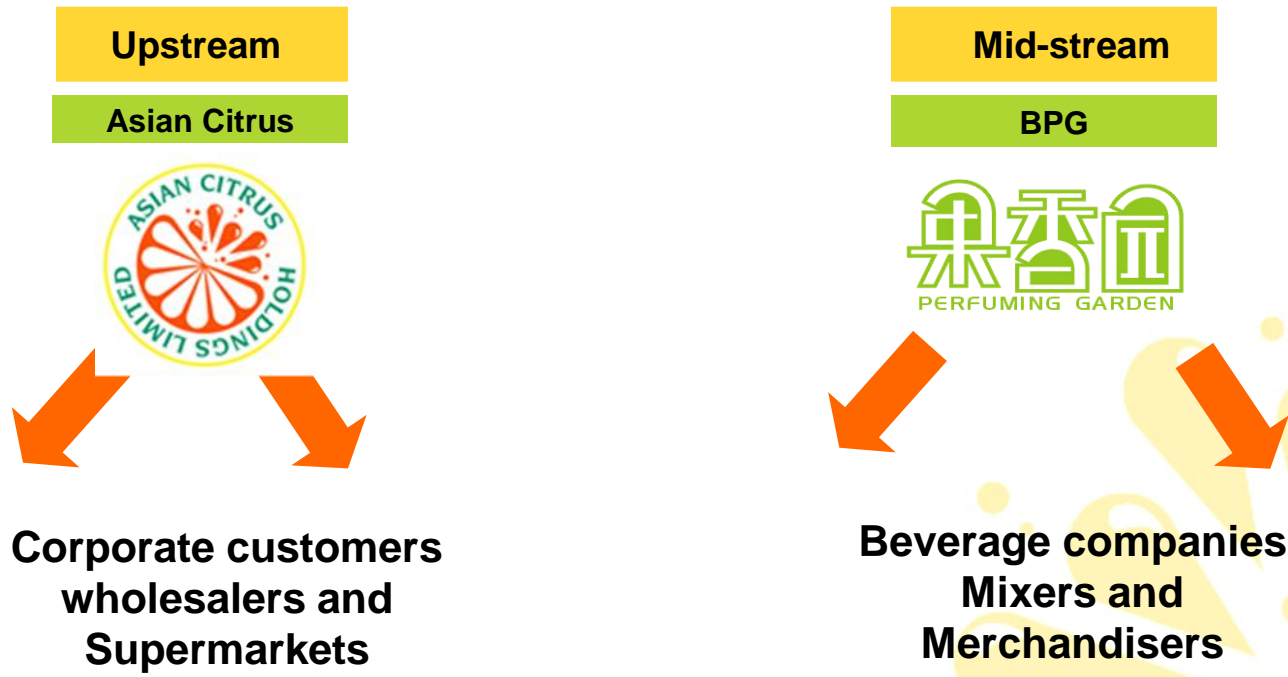 Upstream
Asian Citrus
ASIAN CITRUS HOLDINGS LIMITED
Corporate customers
wholesalers and
Supermarkets
Mid-stream
BPG
果香园
PERFUMING GARDEN
Beverage companies
Mixers and
Merchandisers